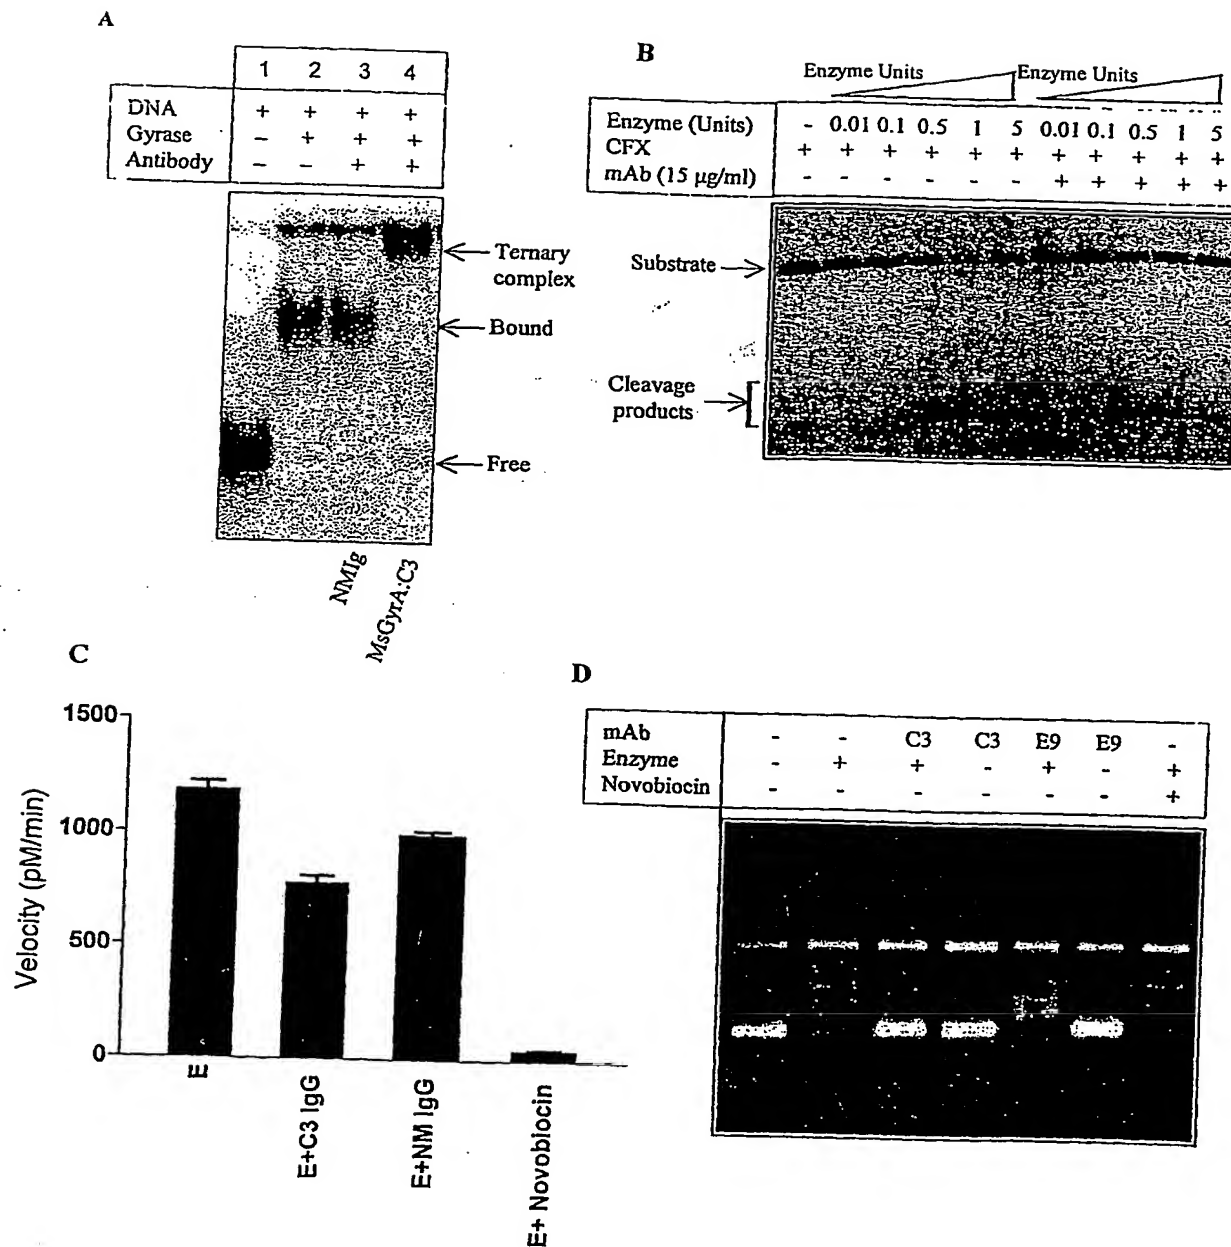 A
1 2 3 4
DNA + + + +
Gyrase − + + +
Antibody − − + +
Ternary complex
Bound
Free
NMIg
MsGyrA:C3
B
Enzyme Units Enzyme Units
Enzyme (Units) - 0.01 0.1 0.5 1 5 0.01 0.1 0.5 1 5
CFX + + + + + + + + + + +
mAb (15 µg/ml) - - - - - + + + + +
Substrate
Cleavage products
C
Velocity (pM/min)
1500
1000
500
0
E
E+C3 IgG
E+NM IgG
E+ Novobiocin
D
mAb - - C3 C3 E9 E9 -
Enzyme - + + - + - +
Novobiocin - - - - - - +